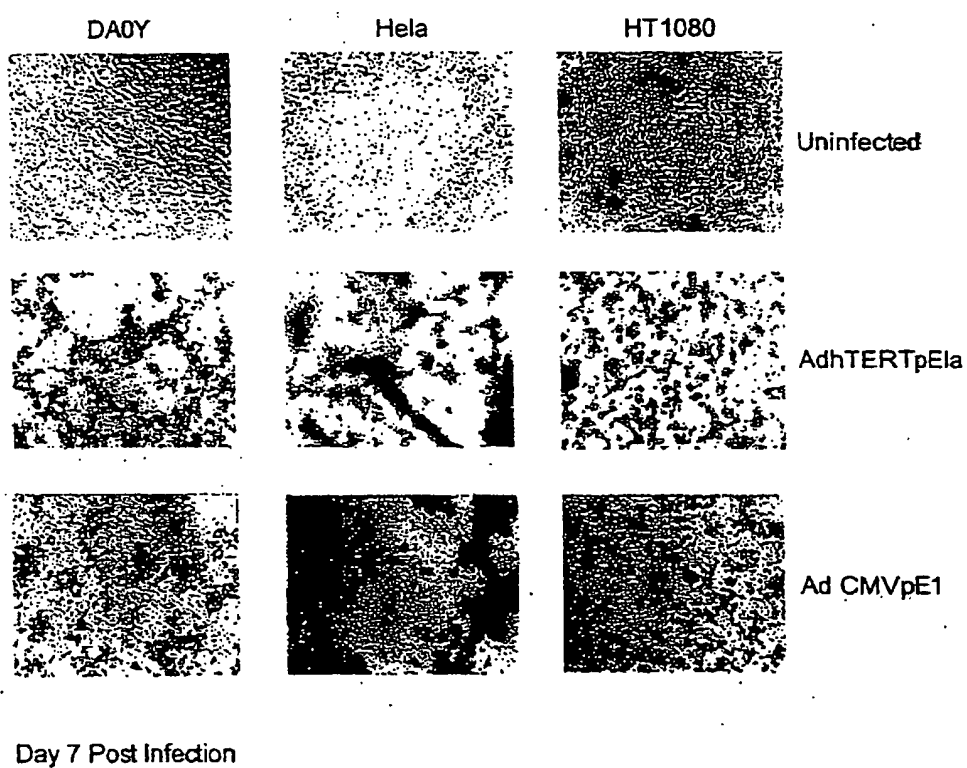 DA0Y Hela HT1080
Uninfected
AdhTERTpEla
Ad CMVpE1
Day 7 Post Infection